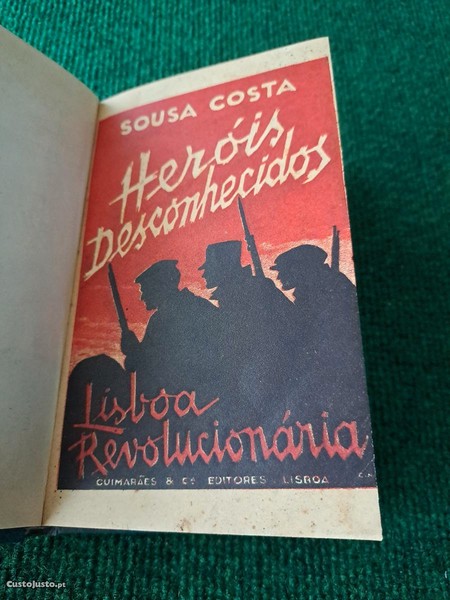 SOUSA COSTA
Heróis
Desconhecidos
Lisboa
Revolucionária
GUIMARÃES & Cª EDITORES LISBOA
CustoJusto.pt